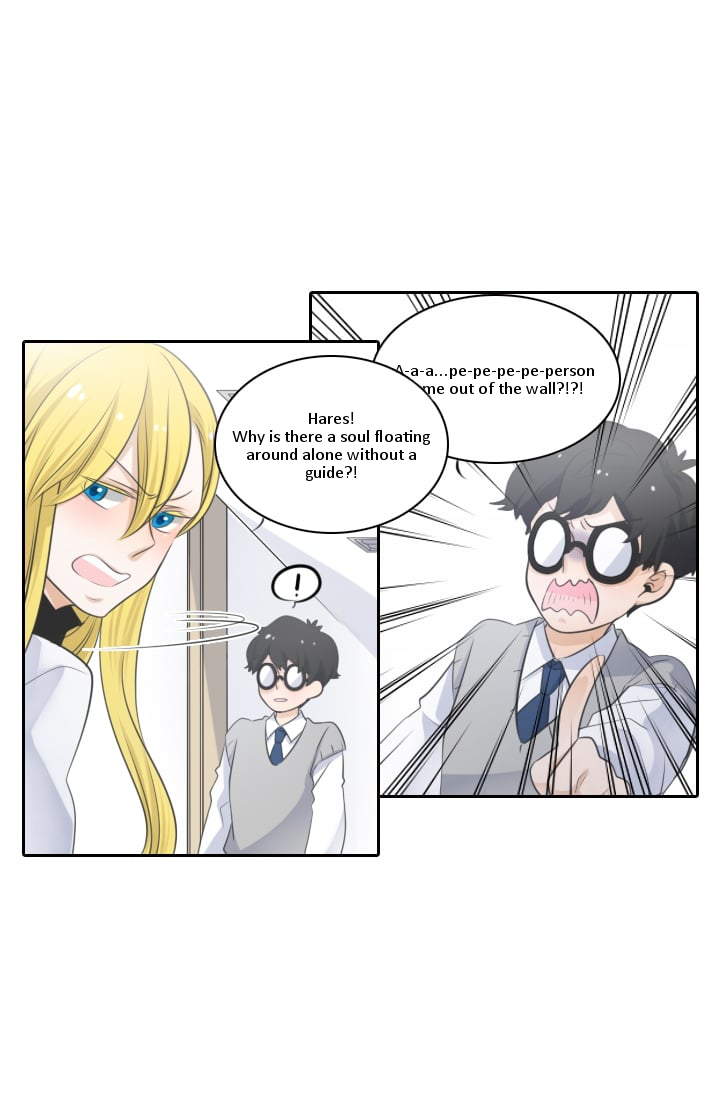 A-a-a...pe-pe-pe-pe-person
me out of the wall?!?!
Hares!
Why is there a soul floating
around alone without a
guide?!
!